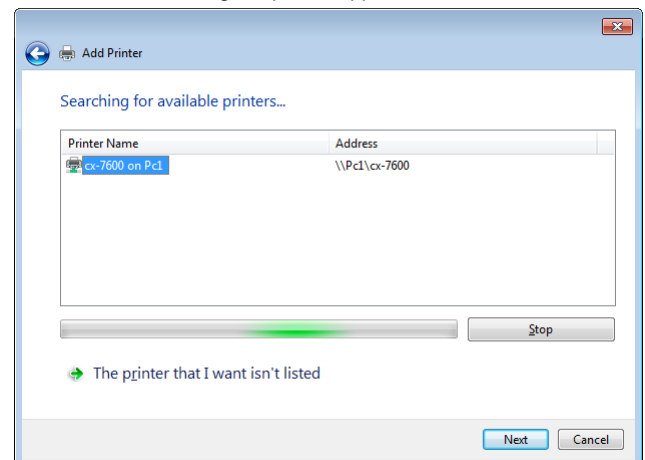 Add Printer
Searching for available printers...
Printer Name Address
cx-7600 on Pc1 \\Pc1\cx-7600
Stop
The printer that I want isn't listed
Next Cancel